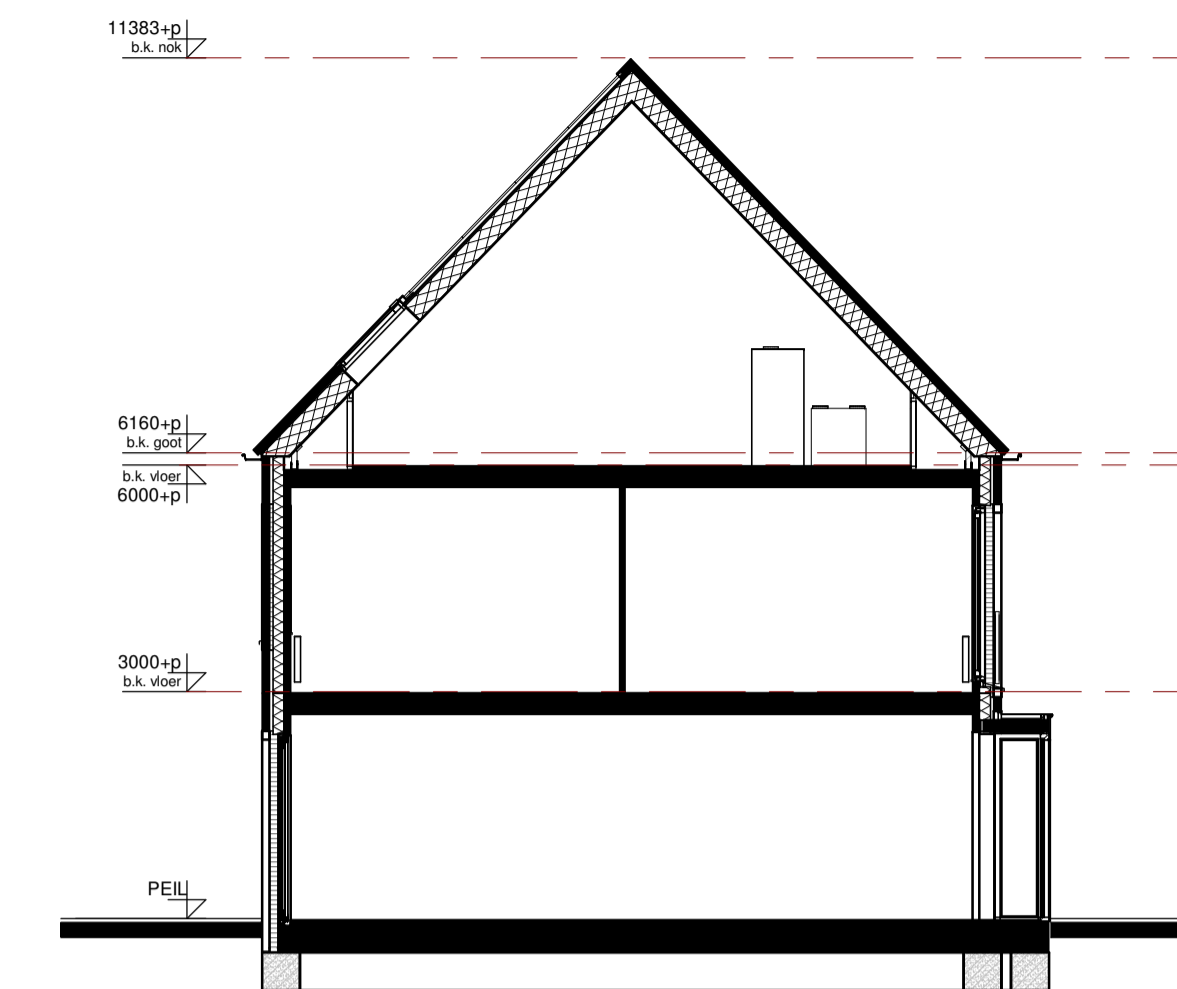 11383+p
b.k. nok
6160+p
b.k. goot
b.k. vloer
6000+p
3000+p
b.k. vloer
PEIL